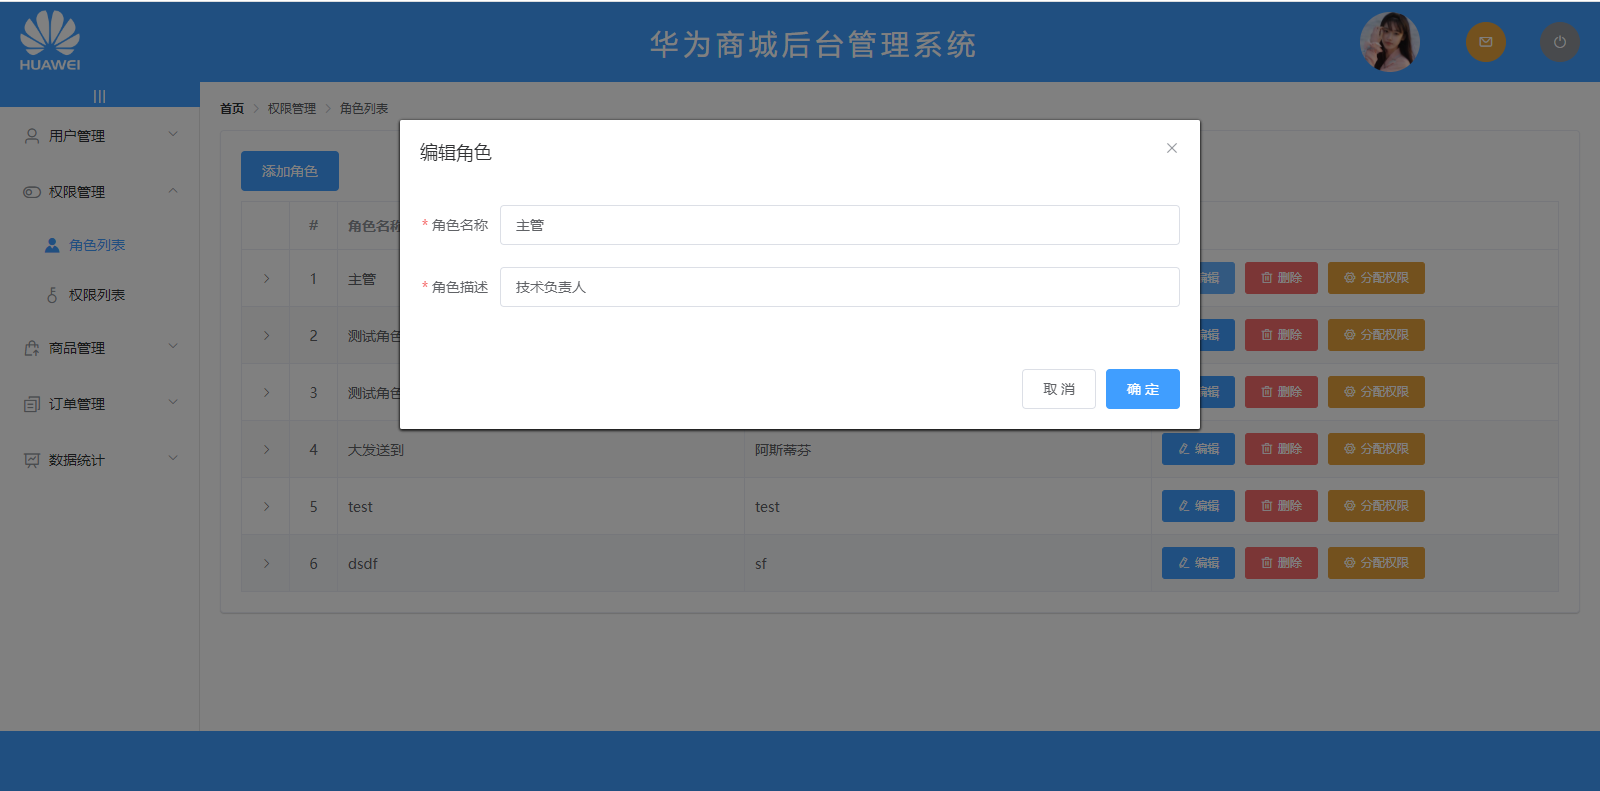 HUAWEI
华为商城后台管理系统
|||
首页 > 权限管理 > 角色列表
用户管理
权限管理
角色列表
权限列表
商品管理
订单管理
数据统计
添加角色
# 角色名称
1 主管 编辑 删除 分配权限
2 测试角色 编辑 删除 分配权限
3 测试角色 编辑 删除 分配权限
4 大发送到 阿斯蒂芬 编辑 删除 分配权限
5 test test 编辑 删除 分配权限
6 dsdf sf 编辑 删除 分配权限
编辑角色
* 角色名称 主管
* 角色描述 技术负责人
取 消 确 定